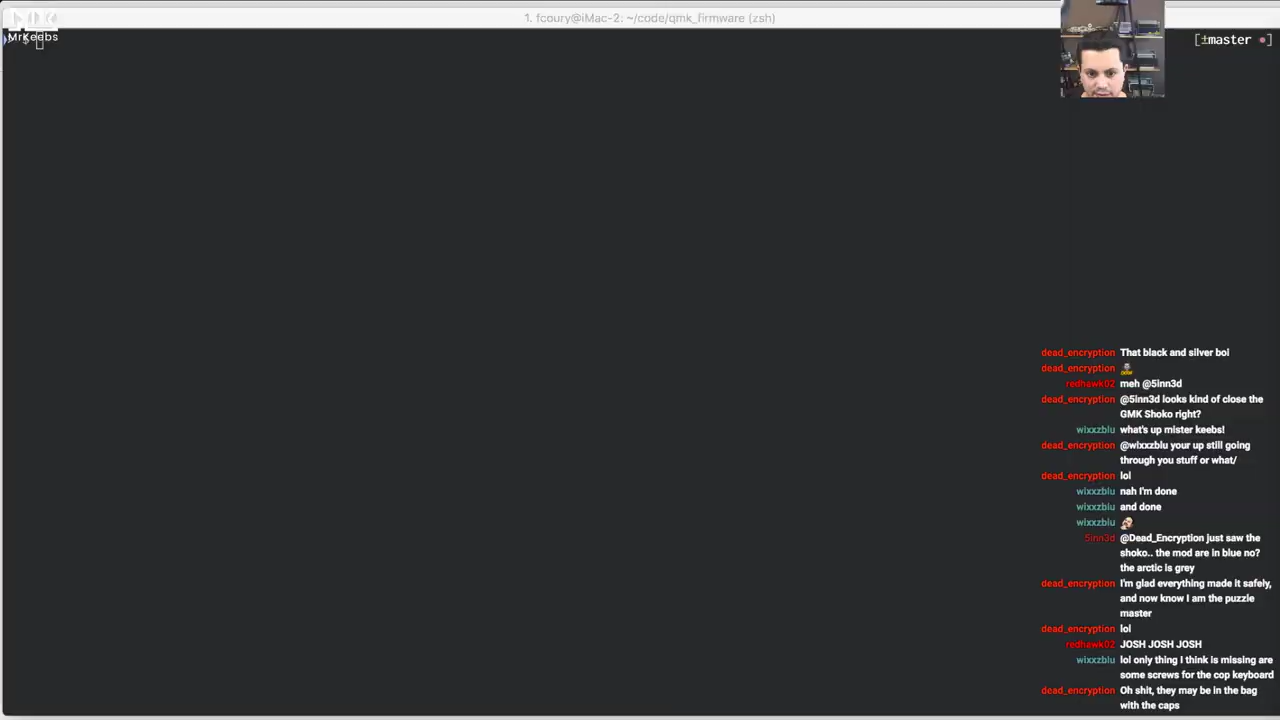 1. fcoury@iMac-2: ~/code/qmk_firmware (zsh)
MrKeebs
$
[±master ●]
dead_encryption That black and silver boi
dead_encryption
redhawk02 meh @5inn3d
dead_encryption @5inn3d looks kind of close the
GMK Shoko right?
wixxzblu what's up mister keebs!
dead_encryption @wixxzblu your up still going
through you stuff or what/
dead_encryption lol
wixxzblu nah I'm done
wixxzblu and done
wixxzblu
5inn3d @Dead_Encryption just saw the
shoko.. the mod are in blue no?
the arctic is grey
dead_encryption I'm glad everything made it safely,
and now know I am the puzzle
master
dead_encryption lol
redhawk02 JOSH JOSH JOSH
wixxzblu lol only thing I think is missing are
some screws for the cop keyboard
dead_encryption Oh shit, they may be in the bag
with the caps